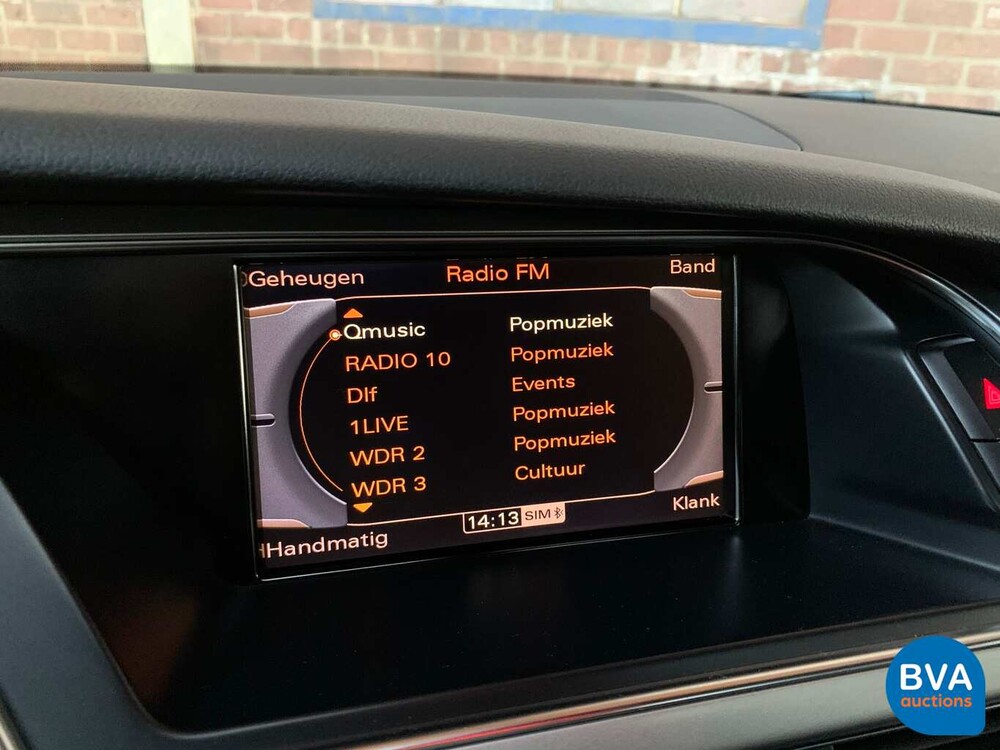 Geheugen Radio FM Band
Qmusic Popmuziek
RADIO 10 Popmuziek
Dlf Events
1LIVE Popmuziek
WDR 2 Popmuziek
WDR 3 Cultuur
Handmatig 14:13 SIM Klank
BVA
auctions